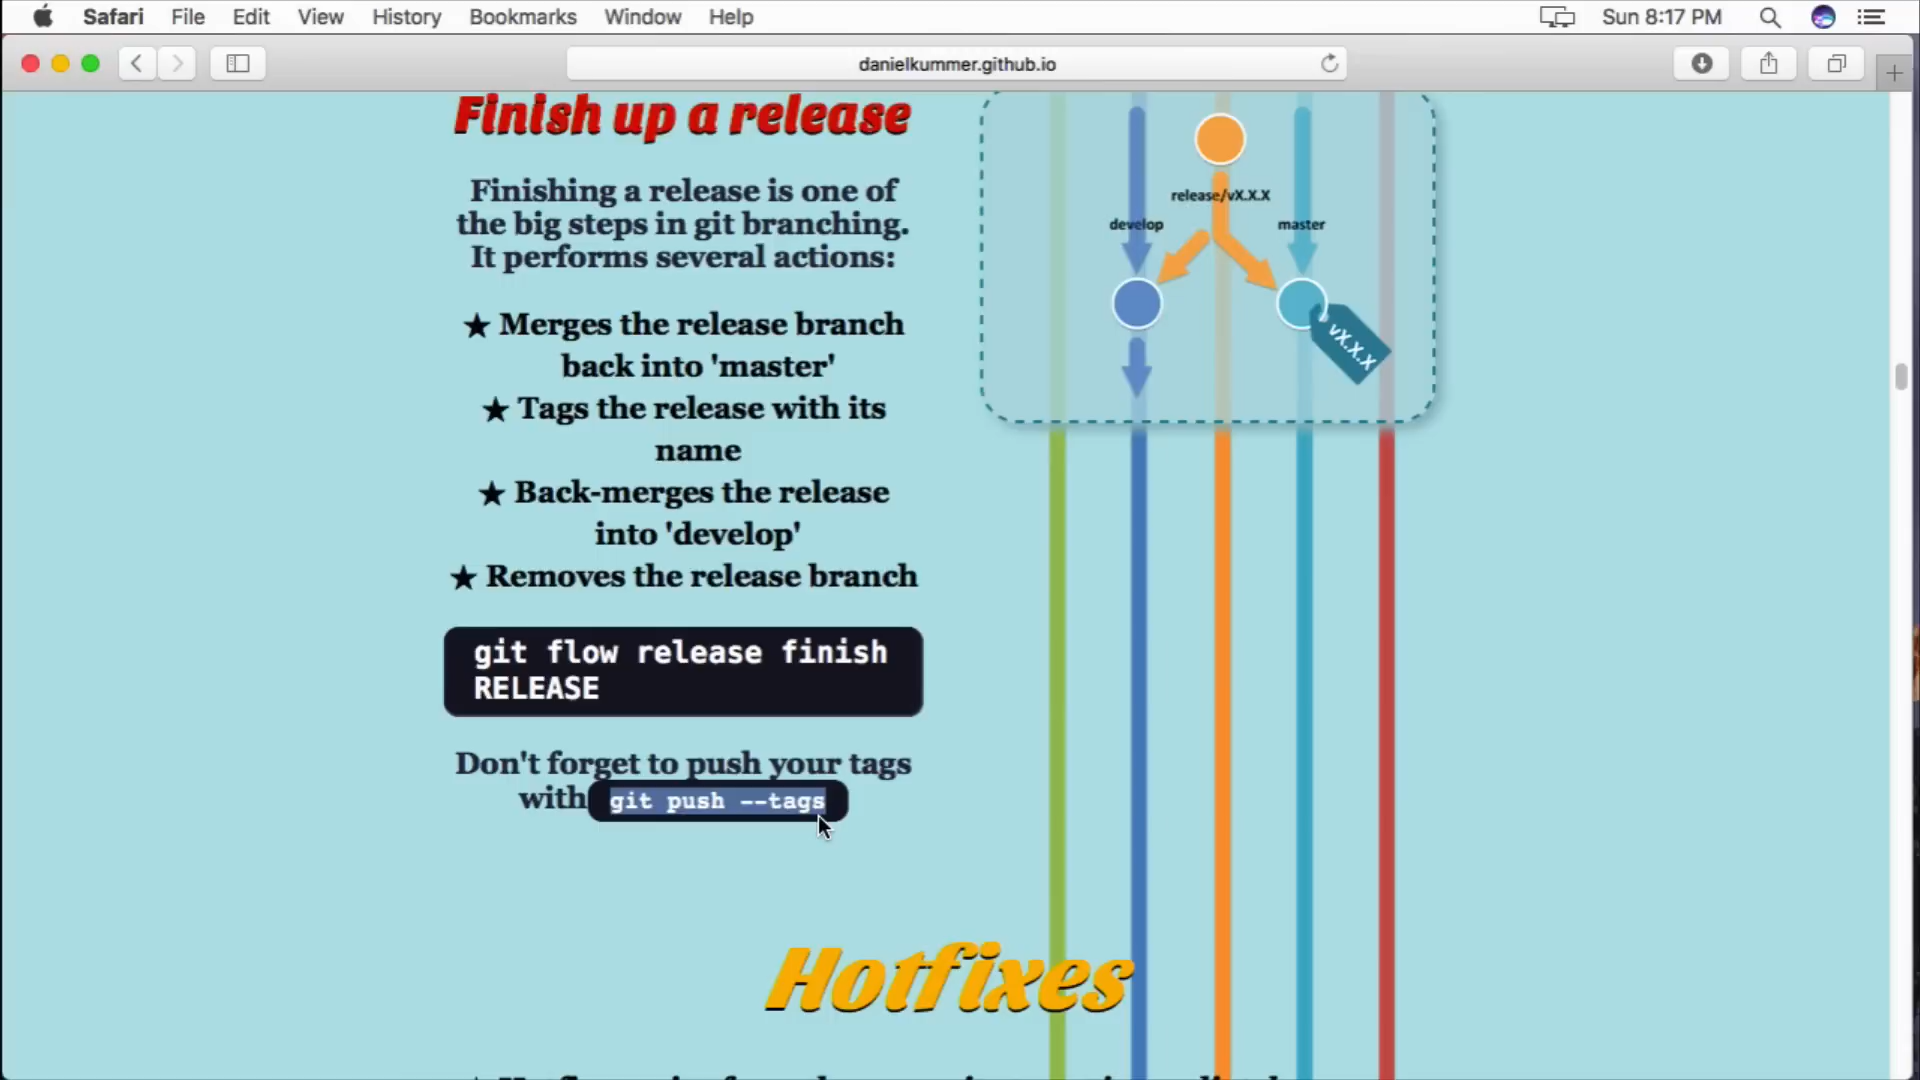 Safari File Edit View History Bookmarks Window Help Sun 8:17 PM
danielkummer.github.io
Finish up a release
Finishing a release is one of
the big steps in git branching.
It performs several actions:
★ Merges the release branch
back into 'master'
★ Tags the release with its
name
★ Back-merges the release
into 'develop'
★ Removes the release branch
git flow release finish
RELEASE
Don't forget to push your tags
with git push --tags
release/vX.X.X
develop
master
vX.X.X
Hotfixes